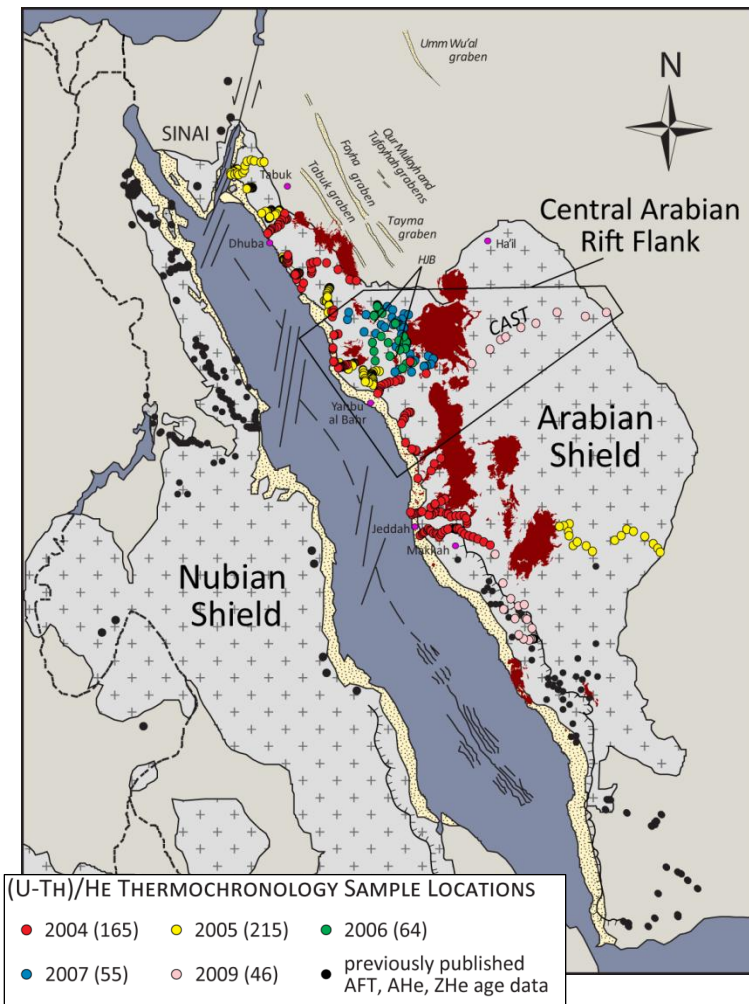 Umm Wu'al
graben
N
SINAI
Tabuk
Fayha graben
Qur Mulayh and
Tufayhah grabens
Tabuk graben
Tayma
graben
Dhuba
HJB
Ha'il
Central Arabian
Rift Flank
CAST
Yanbu
al Bahr
Arabian
Shield
Jeddah
Makkah
Nubian
Shield
(U-Th)/He Thermochronology Sample Locations
2004 (165)
2005 (215)
2006 (64)
2007 (55)
2009 (46)
previously published
AFT, AHe, ZHe age data